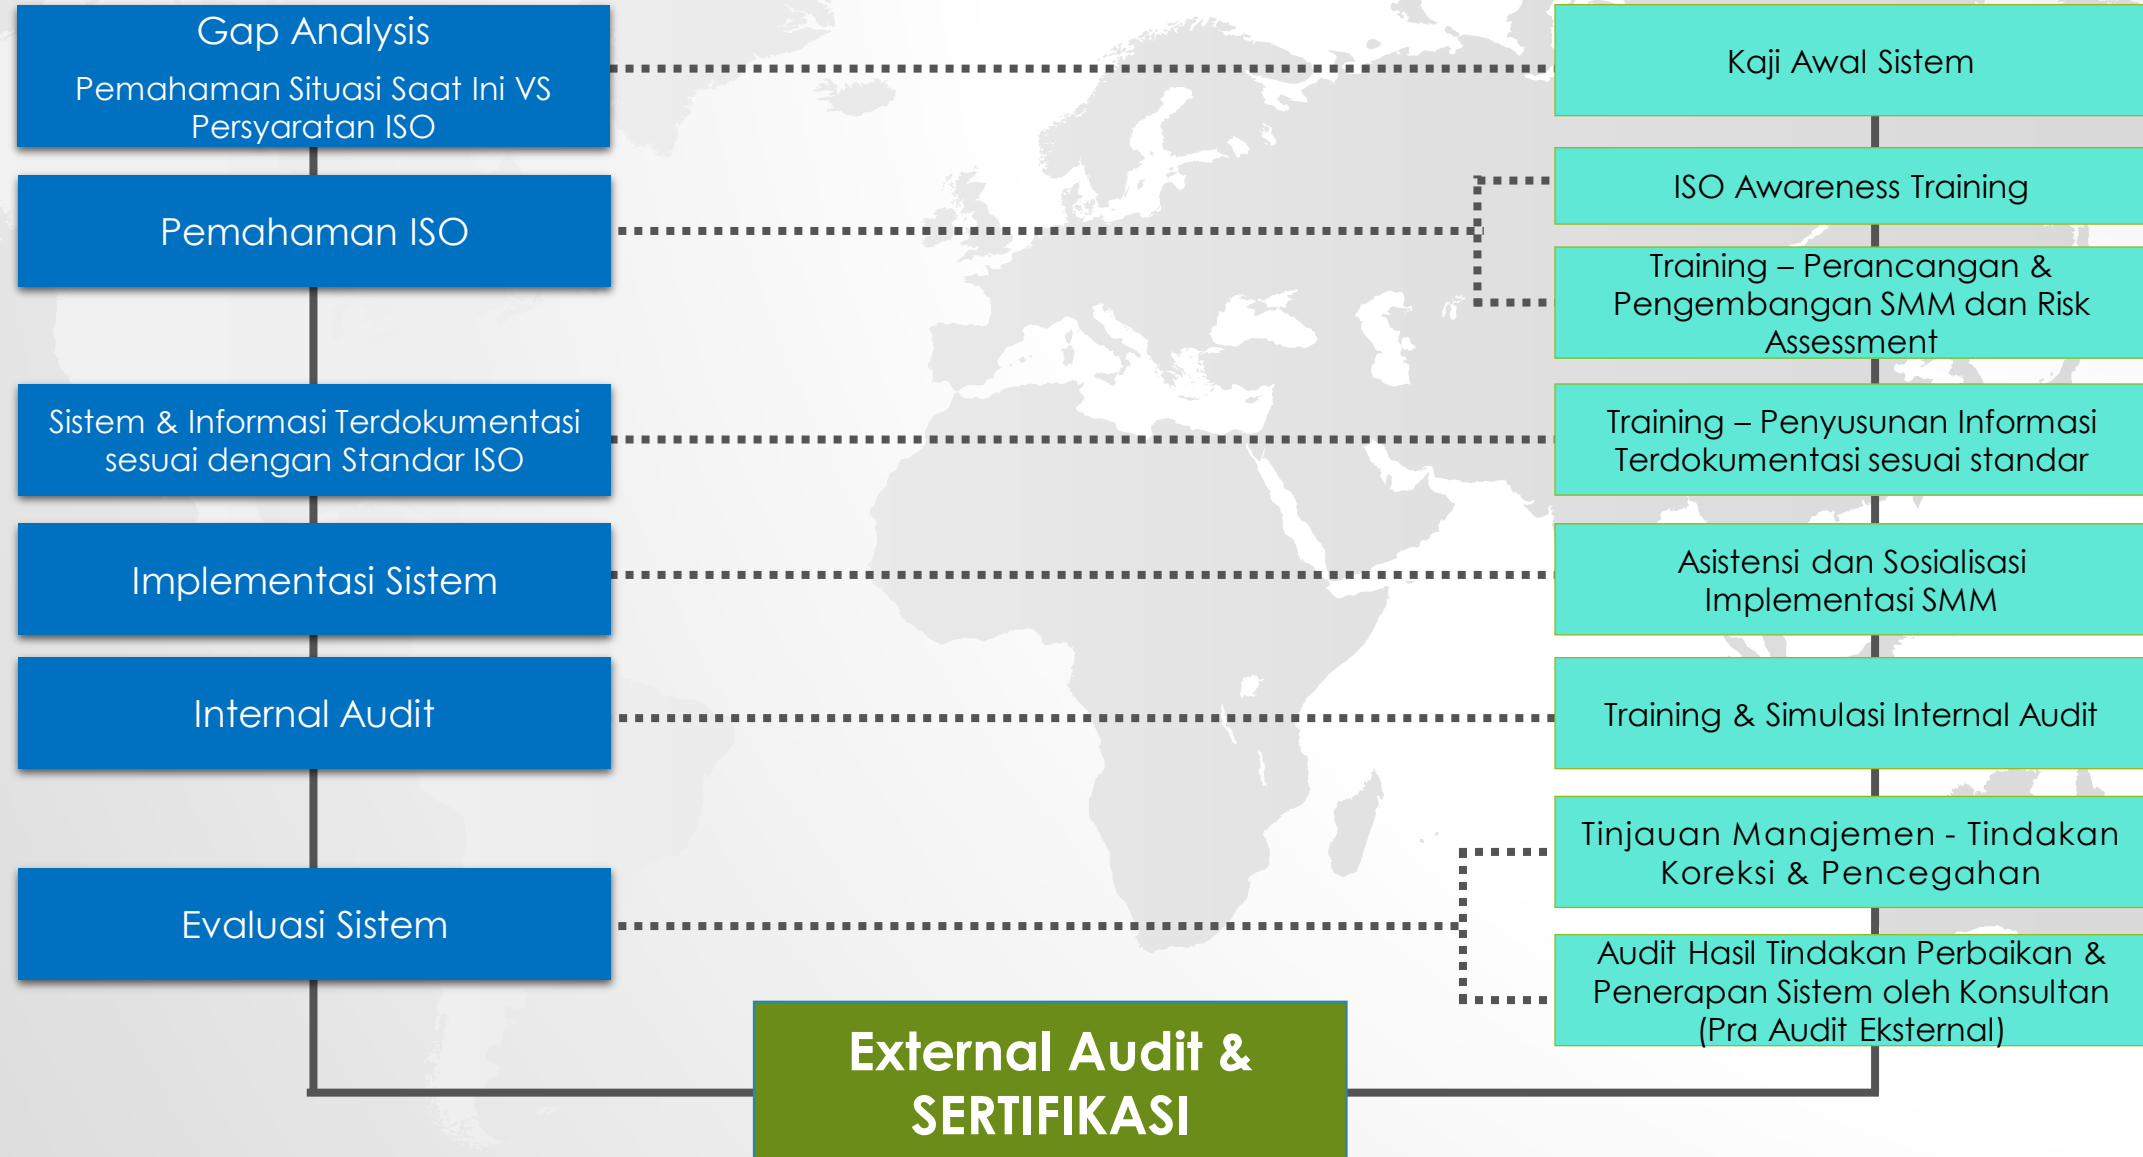 Gap Analysis
Pemahaman Situasi Saat Ini VS
Persyaratan ISO
Kaji Awal Sistem
Pemahaman ISO
ISO Awareness Training
Training – Perancangan &
Pengembangan SMM dan Risk
Assessment
Sistem & Informasi Terdokumentasi
sesuai dengan Standar ISO
Training – Penyusunan Informasi
Terdokumentasi sesuai standar
Implementasi Sistem
Asistensi dan Sosialisasi
Implementasi SMM
Internal Audit
Training & Simulasi Internal Audit
Evaluasi Sistem
Tinjauan Manajemen - Tindakan
Koreksi & Pencegahan
Audit Hasil Tindakan Perbaikan &
Penerapan Sistem oleh Konsultan
(Pra Audit Eksternal)
External Audit &
SERTIFIKASI